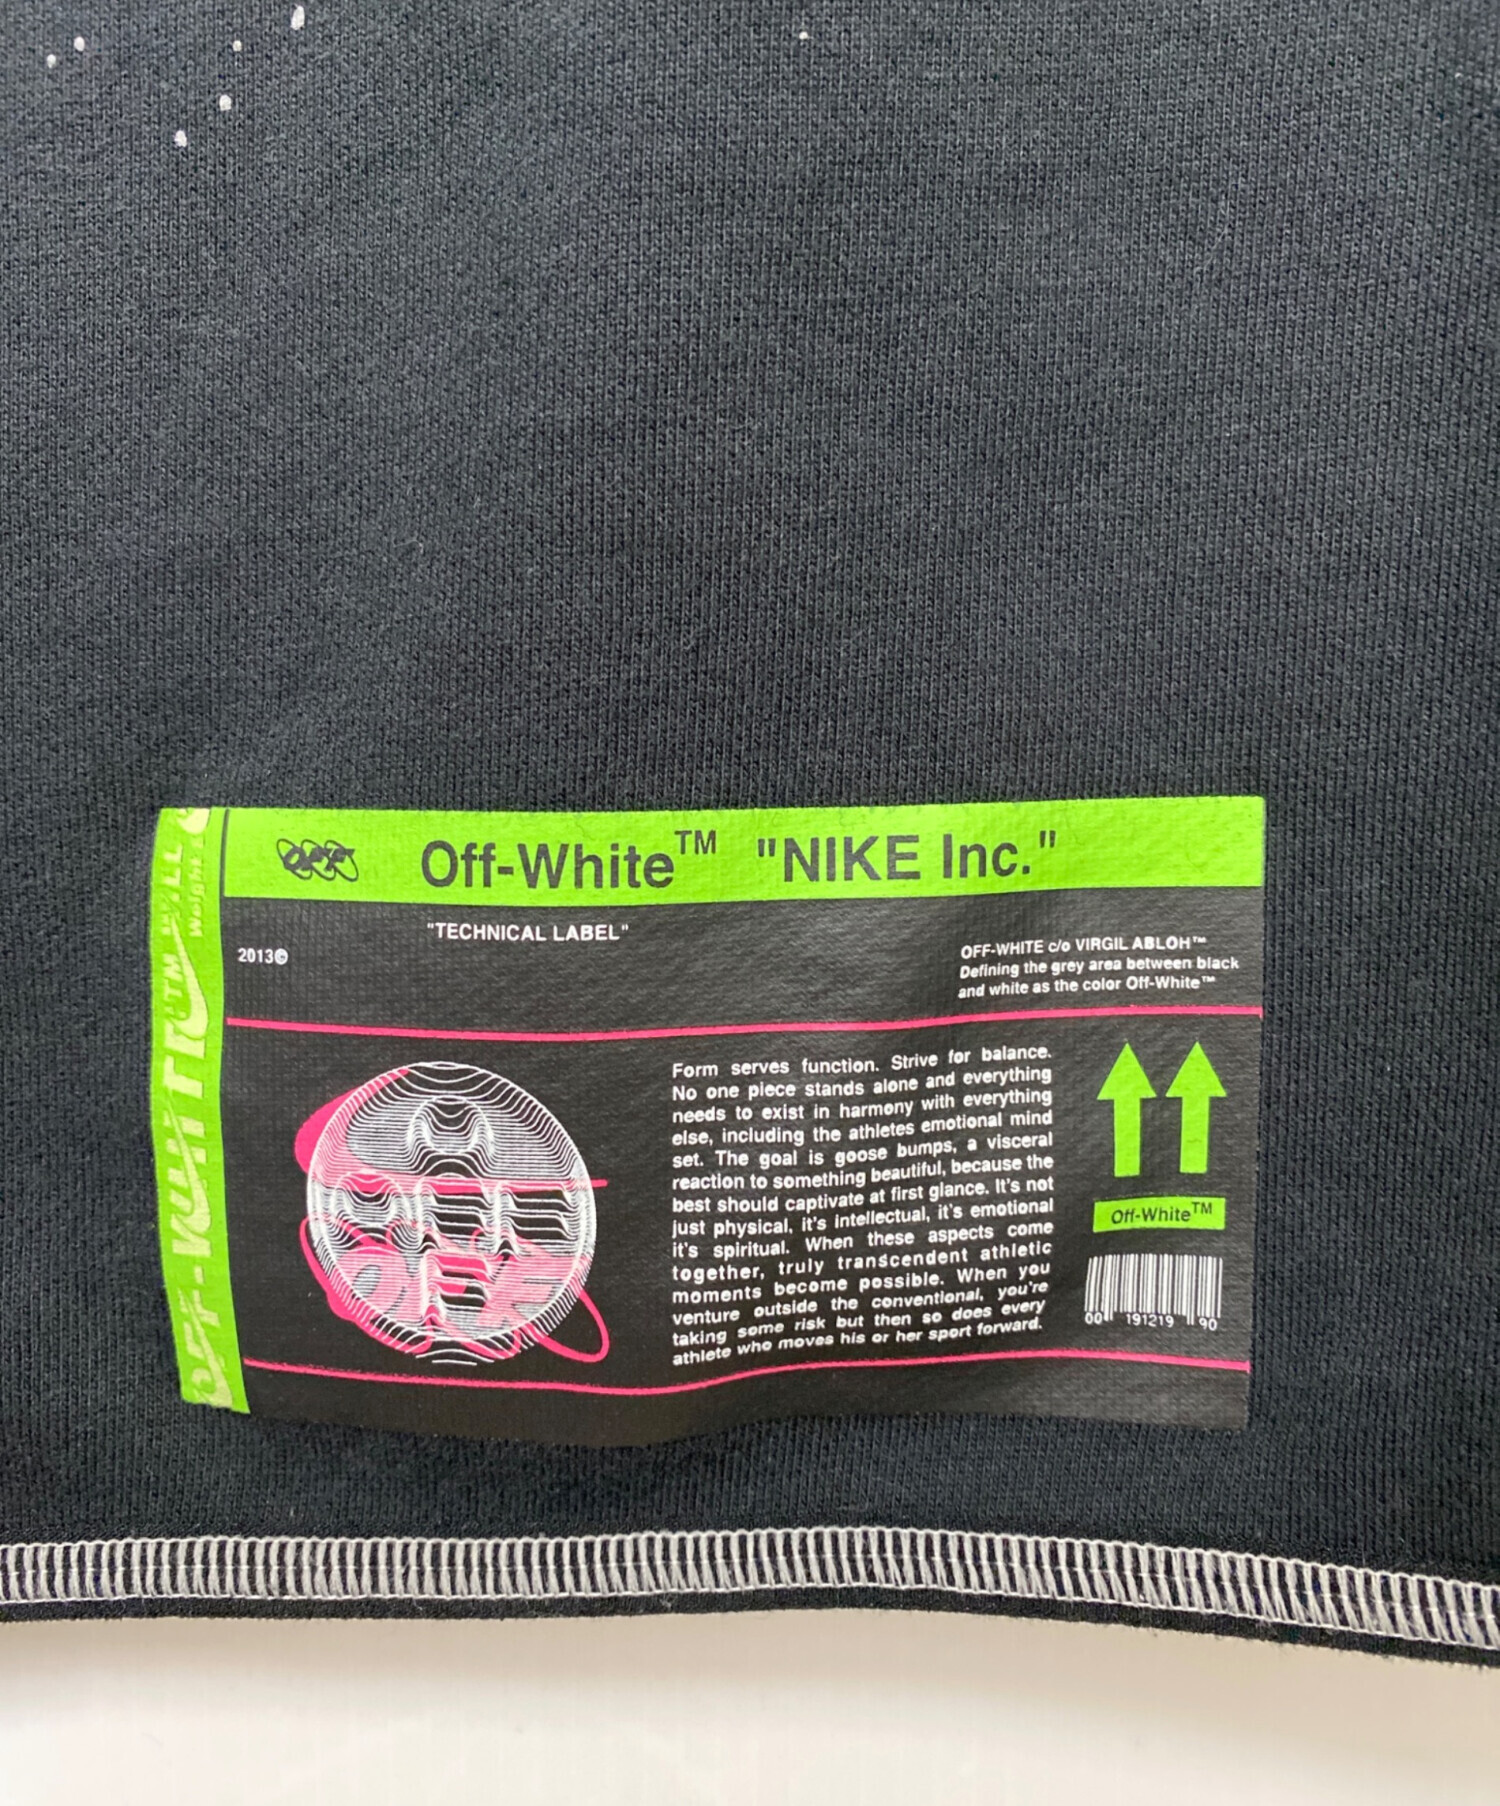 OFF
Off-White™ "NIKE Inc."
"TECHNICAL LABEL"
2013©
OFF-WHITE c/o VIRGIL ABLOH™
Defining the grey area between black
and white as the color Off-White™
Form serves function. Strive for balance.
No one piece stands alone and everything
needs to exist in harmony with everything
else, including the athletes emotional mind
set. The goal is goose bumps, a visceral
reaction to something beautiful, because the
best should captivate at first glance. It's not
just physical, it's intellectual, it's emotional
it's spiritual. When these aspects come
together, truly transcendent athletic
moments become possible. When you
venture outside the conventional, you're
taking some risk but then so does every
athlete who moves his or her sport forward.
Off-White™
00 191219 90
OFF-WHITE™
Weight
OFF